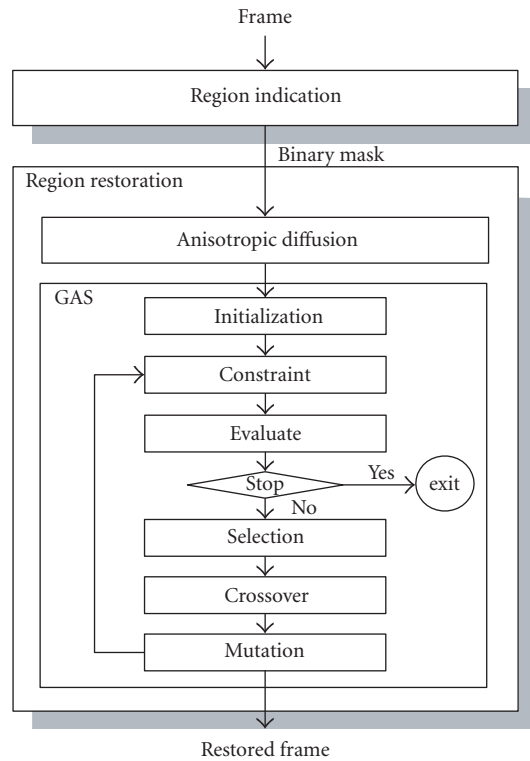 Frame
Region indication
Binary mask
Region restoration
Anisotropic diffusion
GAS
Initialization
Constraint
Evaluate
Stop
Yes
exit
No
Selection
Crossover
Mutation
Restored frame